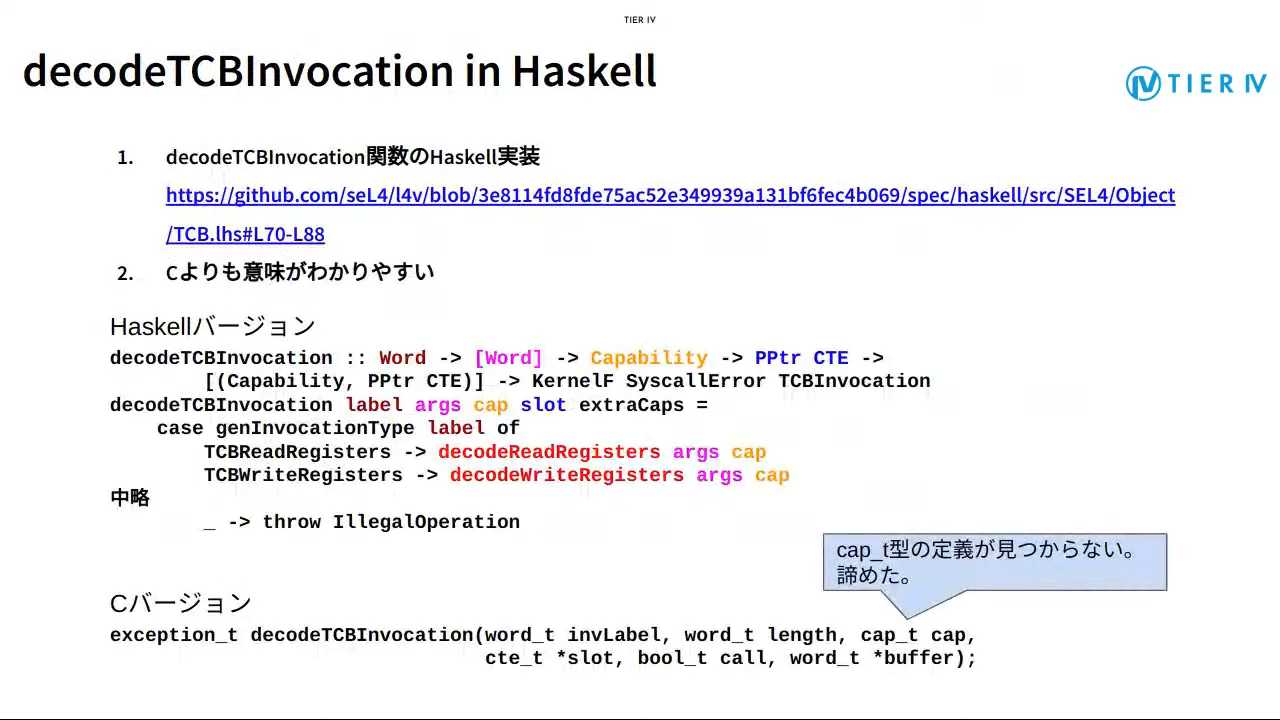 TIER IV
decodeTCBInvocation in Haskell
TIER IV
1. decodeTCBInvocation関数のHaskell実装
https://github.com/seL4/l4v/blob/3e8114fd8fde75ac52e349939a131bf6fec4b069/spec/haskell/src/SEL4/Object
/TCB.lhs#L70-L88
2. Cよりも意味がわかりやすい
Haskellバージョン
decodeTCBInvocation :: Word -> [Word] -> Capability -> PPtr CTE ->
        [(Capability, PPtr CTE)] -> KernelF SyscallError TCBInvocation
decodeTCBInvocation label args cap slot extraCaps =
    case genInvocationType label of
        TCBReadRegisters -> decodeReadRegisters args cap
        TCBWriteRegisters -> decodeWriteRegisters args cap
中略
        _ -> throw IllegalOperation
cap_t型の定義が見つからない。
諦めた。
Cバージョン
exception_t decodeTCBInvocation(word_t invLabel, word_t length, cap_t cap,
                                cte_t *slot, bool_t call, word_t *buffer);